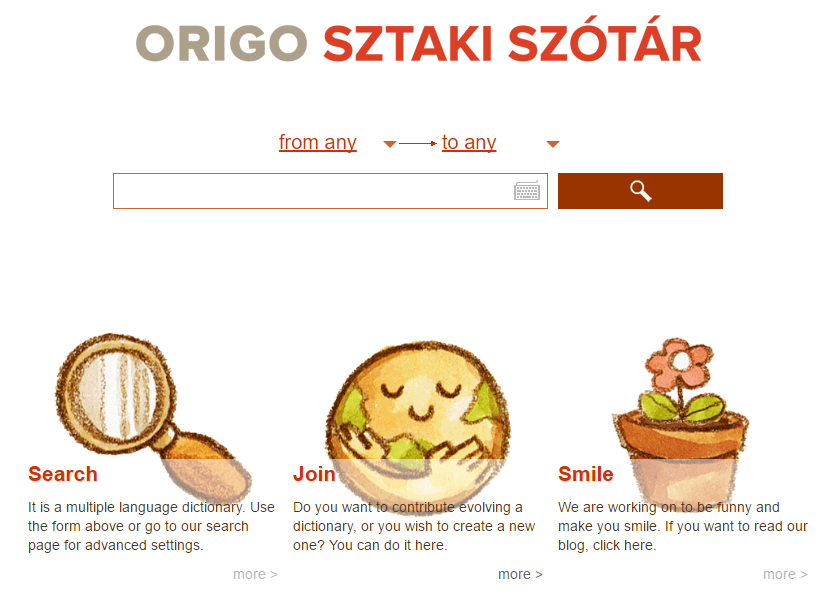 ORIGO SZTAKI SZÓTÁR
from any to any
Search
It is a multiple language dictionary. Use
the form above or go to our search
page for advanced settings.
more >
Join
Do you want to contribute evolving a
dictionary, or you wish to create a new
one? You can do it here.
more >
Smile
We are working on to be funny and
make you smile. If you want to read our
blog, click here.
more >